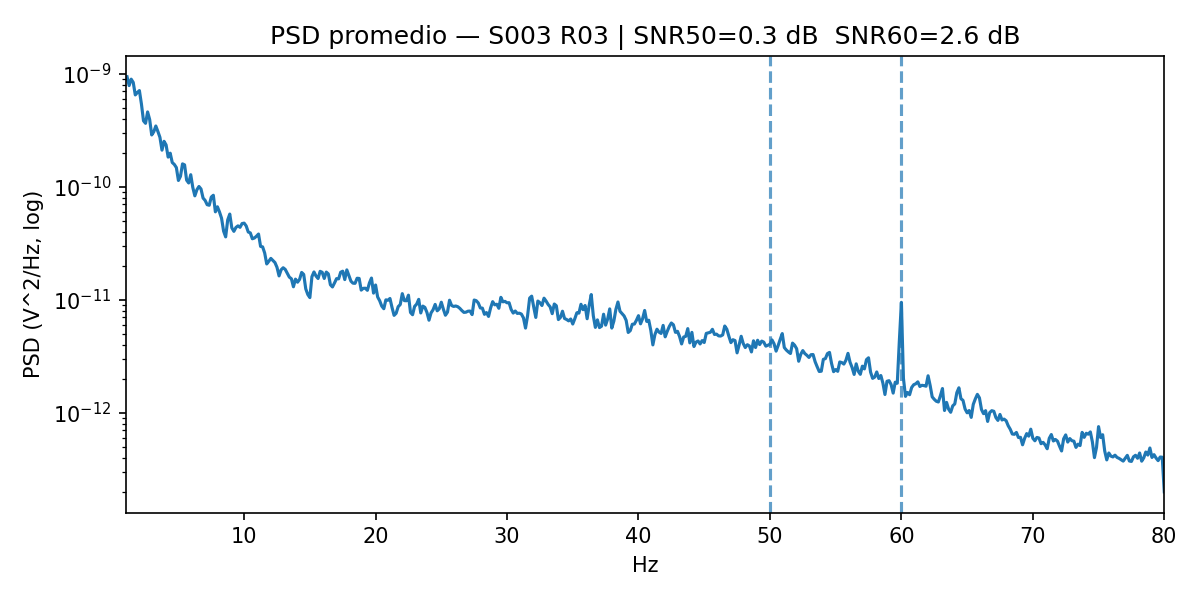 PSD promedio — S003 R03 | SNR50=0.3 dB  SNR60=2.6 dB
PSD (V^2/Hz, log)
10⁻⁹
10⁻¹⁰
10⁻¹¹
10⁻¹²
10 20 30 40 50 60 70 80
Hz